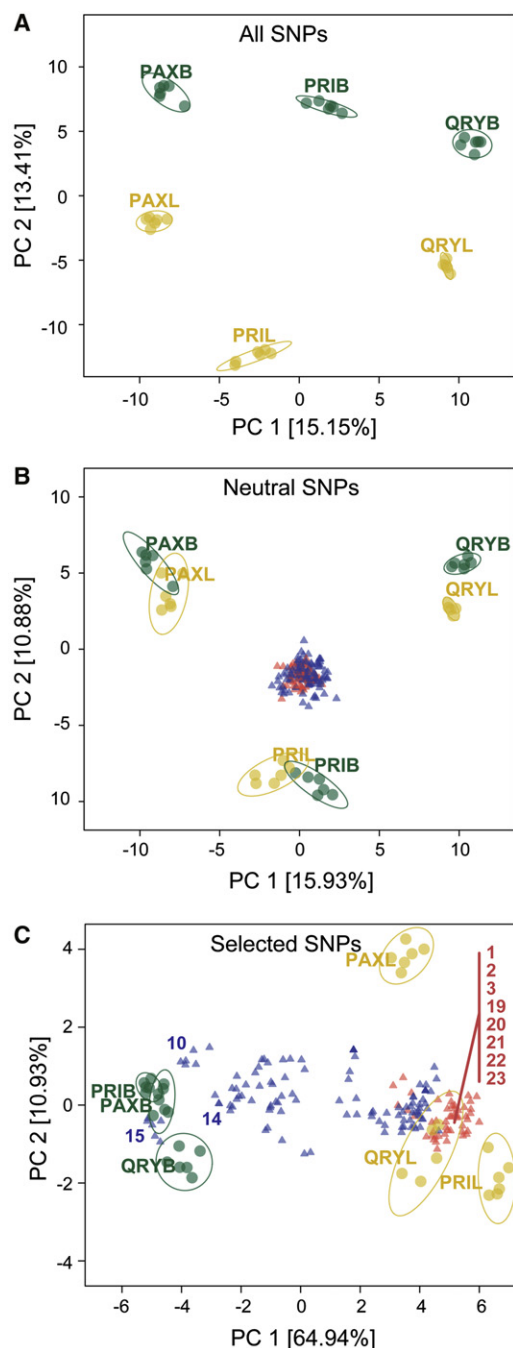 A
All SNPs
PAXB
PRIB
QRYB
PAXL
QRYL
PRIL
10
5
0
-5
-10
PC 2 [13.41%]
-10 -5 0 5 10
PC 1 [15.15%]
B
Neutral SNPs
PAXB
PAXL
QRYB
QRYL
PRIL
PRIB
10
5
0
-5
10
PC 2 [10.88%]
-10 -5 0 5 10
PC 1 [15.93%]
C
Selected SNPs
PAXL
1
2
3
19
20
21
22
23
10
PRIB
PAXB
14
15
QRYB
QRYL
PRIL
4
2
0
-2
-4
PC 2 [10.93%]
-6 -4 -2 0 2 4 6
PC 1 [64.94%]